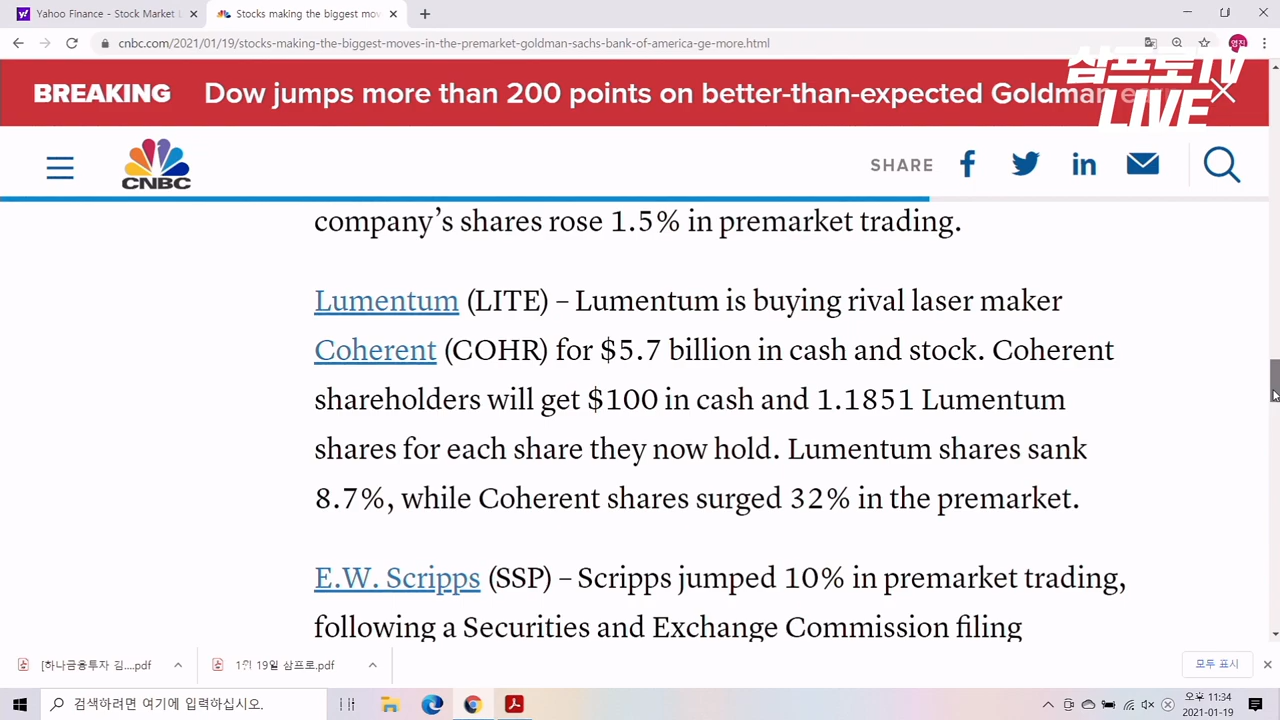 Yahoo Finance - Stock Market L
Stocks making the biggest mov
cnbc.com/2021/01/19/stocks-making-the-biggest-moves-in-the-premarket-goldman-sachs-bank-of-america-ge-more.html
영지
삼프로TV
LIVE
BREAKING Dow jumps more than 200 points on better-than-expected Goldman
CNBC
SHARE
company's shares rose 1.5% in premarket trading.
Lumentum (LITE) – Lumentum is buying rival laser maker
Coherent (COHR) for $5.7 billion in cash and stock. Coherent
shareholders will get $100 in cash and 1.1851 Lumentum
shares for each share they now hold. Lumentum shares sank
8.7%, while Coherent shares surged 32% in the premarket.
E.W. Scripps (SSP) – Scripps jumped 10% in premarket trading,
following a Securities and Exchange Commission filing
[하나금융투자 김....pdf
1월 19일 삼프로.pdf
모두 표시
검색하려면 여기에 입력하십시오.
오후 11:34
2021-01-19